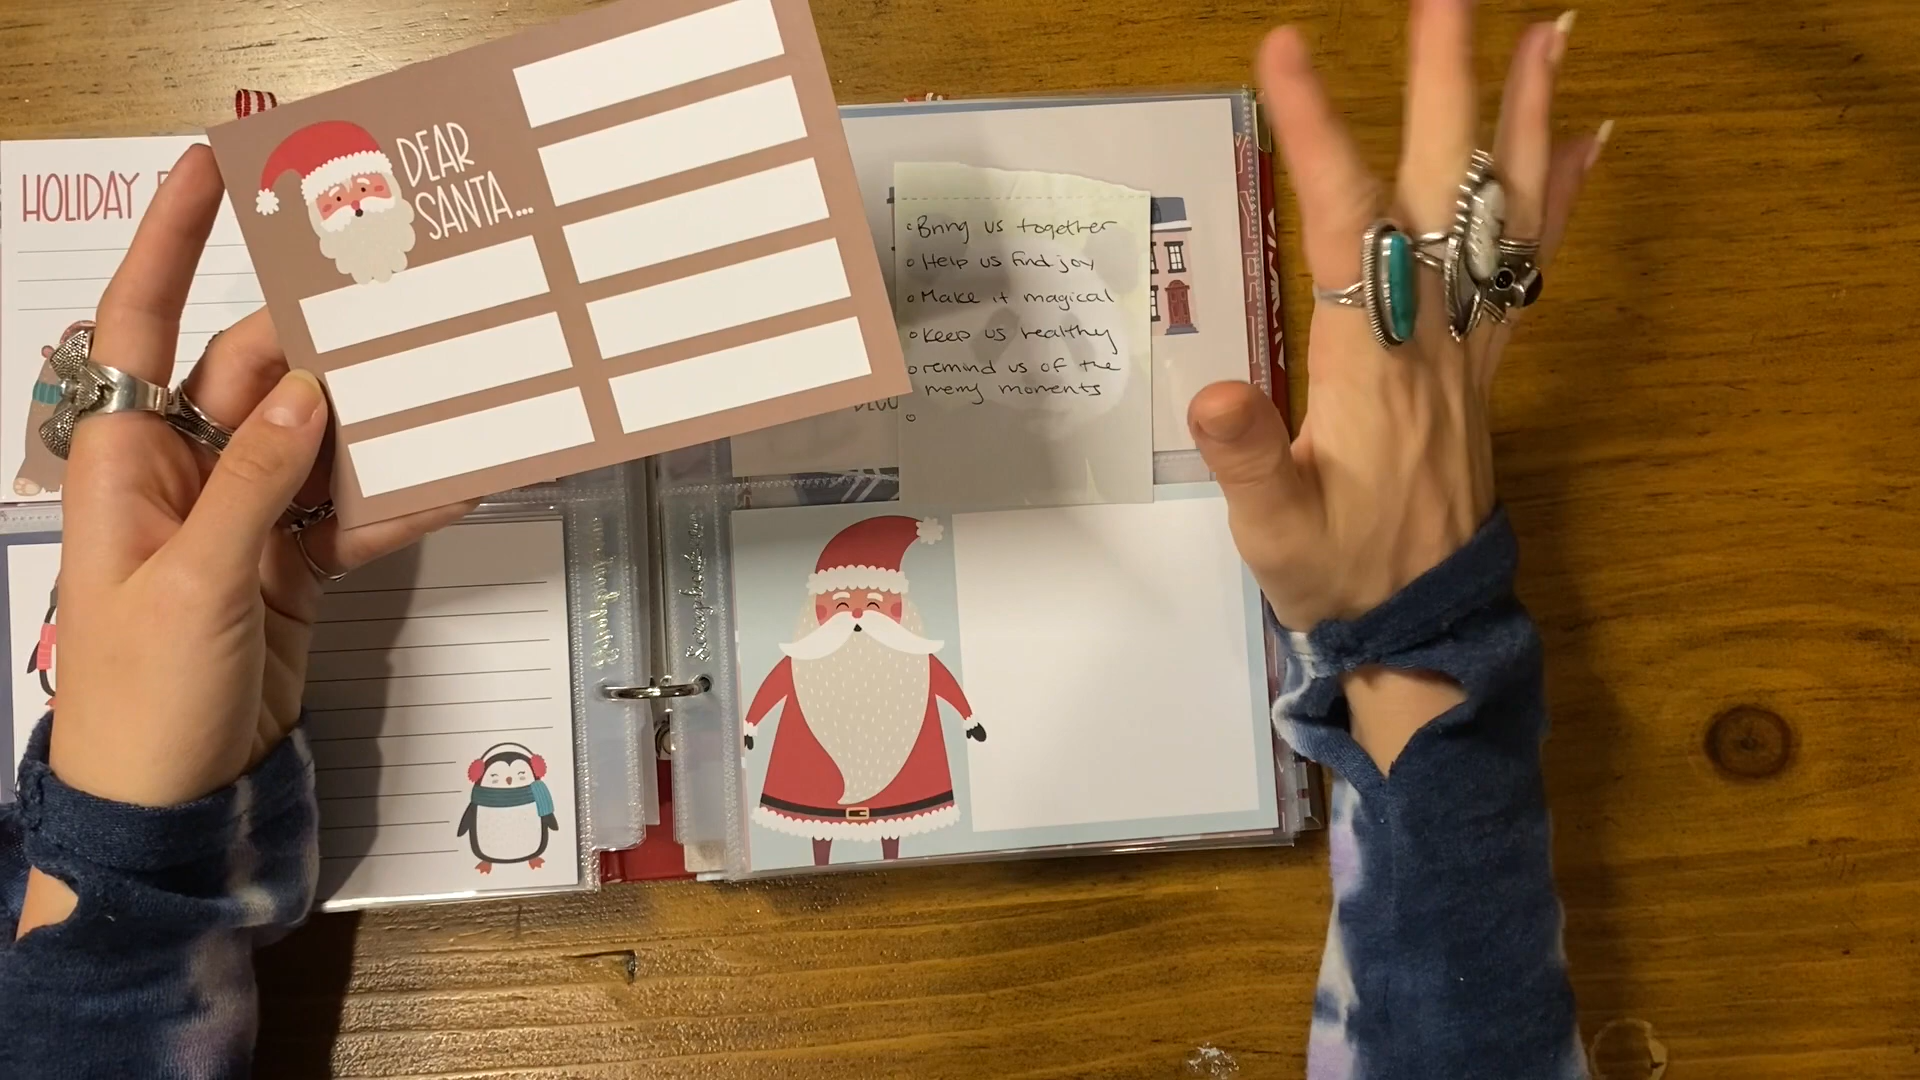 HOLIDAY
DEAR
SANTA...
Bring us together
Help us find joy
Make it magical
Keep us healthy
remind us of the
merry moments